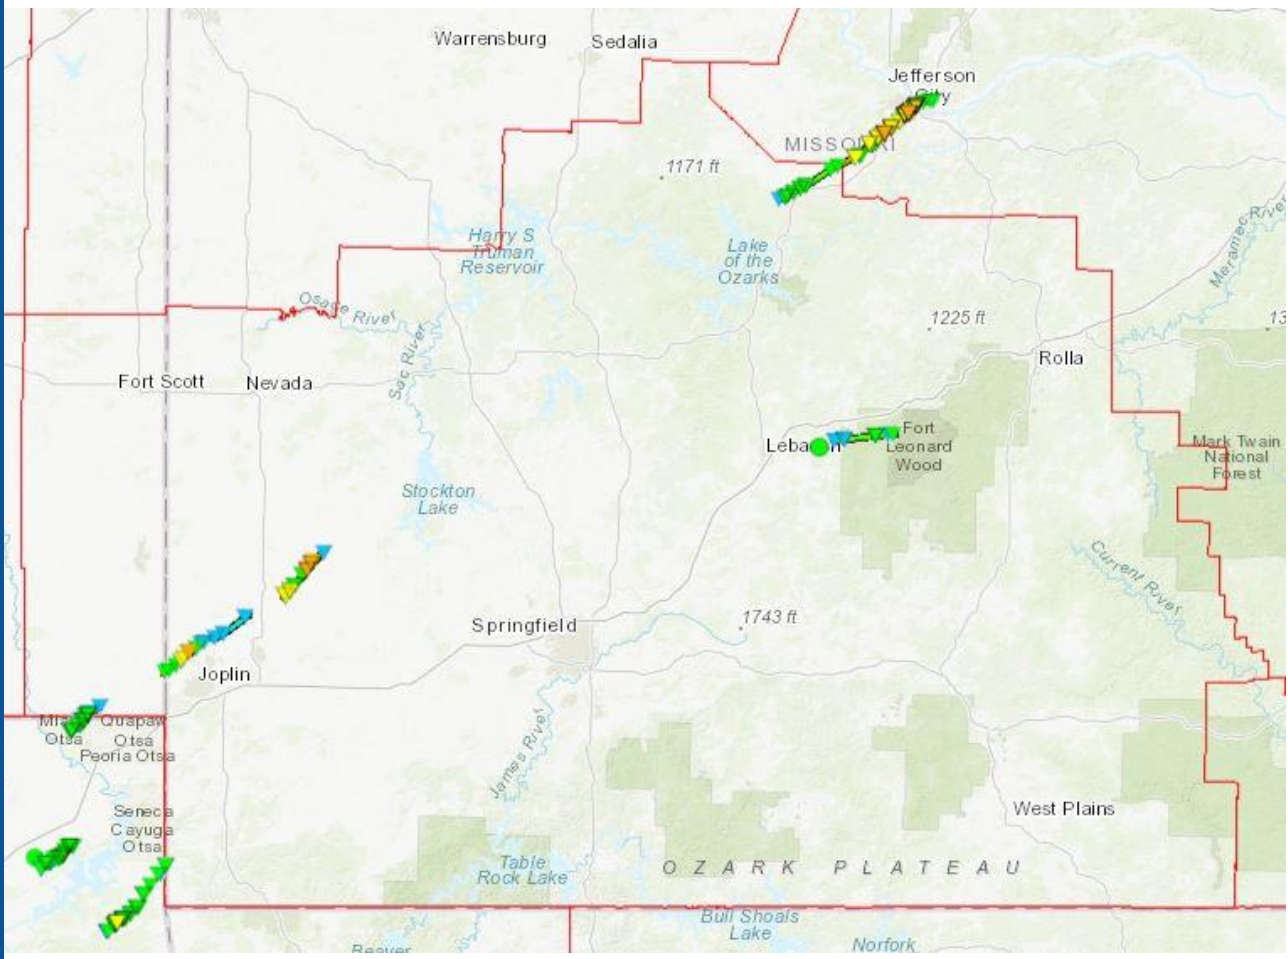 Warrensburg
Sedalia
Jefferson
City
MISSOURI
1171 ft
Harry S
Truman
Reservoir
Lake
of the
Ozarks
Meramec River
Osage River
1225 ft
13
Sac River
Rolla
Fort Scott
Nevada
Lebanon
Fort
Leonard
Wood
Mark Twain
National
Forest
Stockton
Lake
Current River
1743 ft
Springfield
Joplin
Quapaw
Otsa
Otsa
Peoria Otsa
James River
Seneca
Cayuga
Otsa
West Plains
Table
Rock Lake
OZARK PLATEAU
Bull Shoals
Lake
Norfork
Beaver